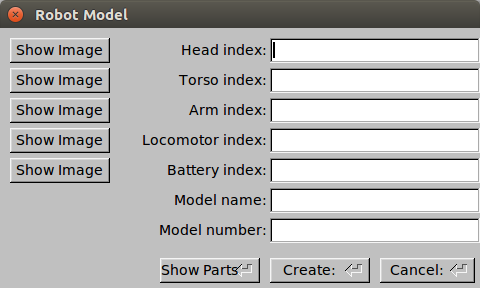 Robot Model
Show Image Head index:
Show Image Torso index:
Show Image Arm index:
Show Image Locomotor index:
Show Image Battery index:
Model name:
Model number:
Show Parts Create: Cancel: